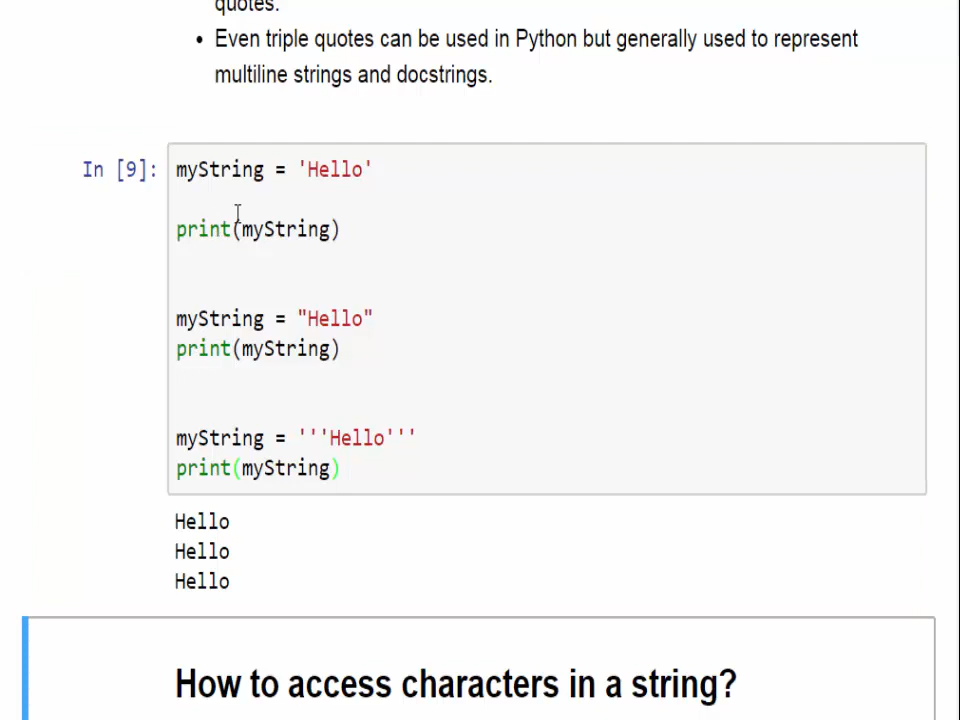 quotes.
• Even triple quotes can be used in Python but generally used to represent
multiline strings and docstrings.
In [9]: myString = 'Hello'
print(myString)
myString = "Hello"
print(myString)
myString = '''Hello'''
print(myString)
Hello
Hello
Hello
How to access characters in a string?